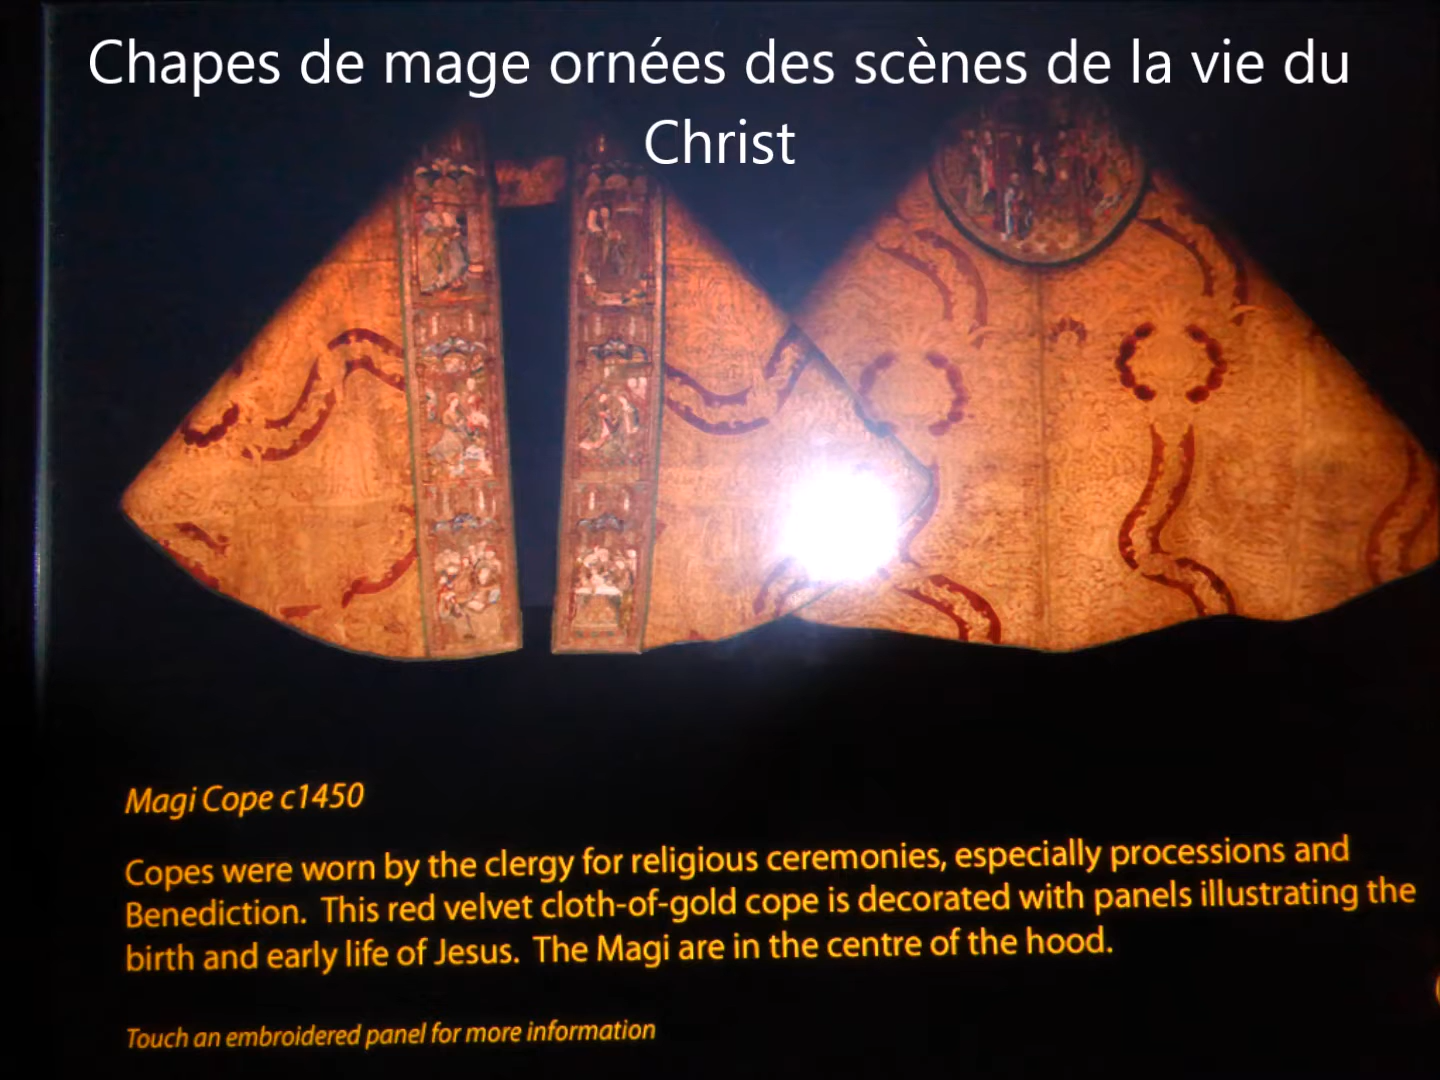 Chapes de mage ornées des scènes de la vie du
Christ
Magi Cope c1450
Copes were worn by the clergy for religious ceremonies, especially processions and
Benediction. This red velvet cloth-of-gold cope is decorated with panels illustrating the
birth and early life of Jesus. The Magi are in the centre of the hood.
Touch an embroidered panel for more information